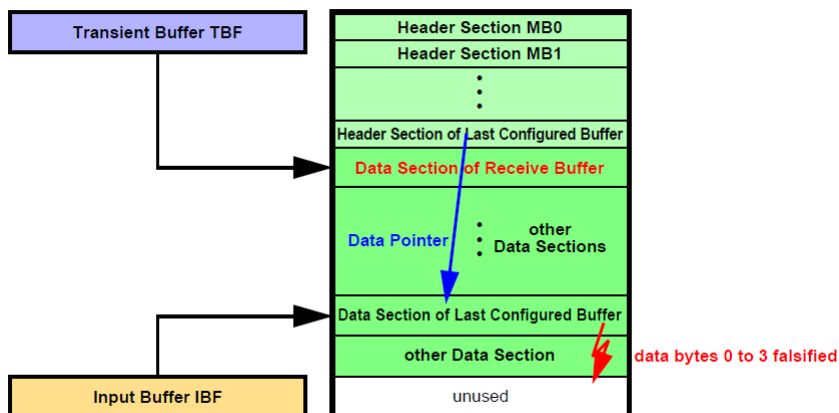 Transient Buffer TBF
Header Section MB0
Header Section MB1
Header Section of Last Configured Buffer
Data Section of Receive Buffer
Data Pointer
other
Data Sections
Data Section of Last Configured Buffer
other Data Section
data bytes 0 to 3 falsified
Input Buffer IBF
unused